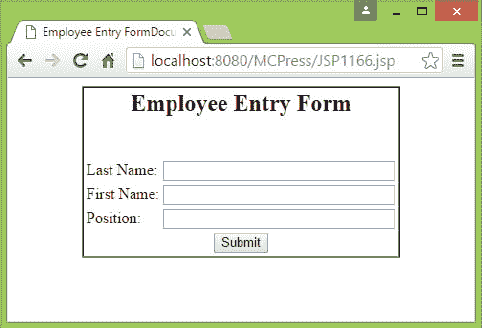 Employee Entry FormDocu
localhost:8080/MCPress/JSP1166.jsp
Employee Entry Form
Last Name:
First Name:
Position:
Submit